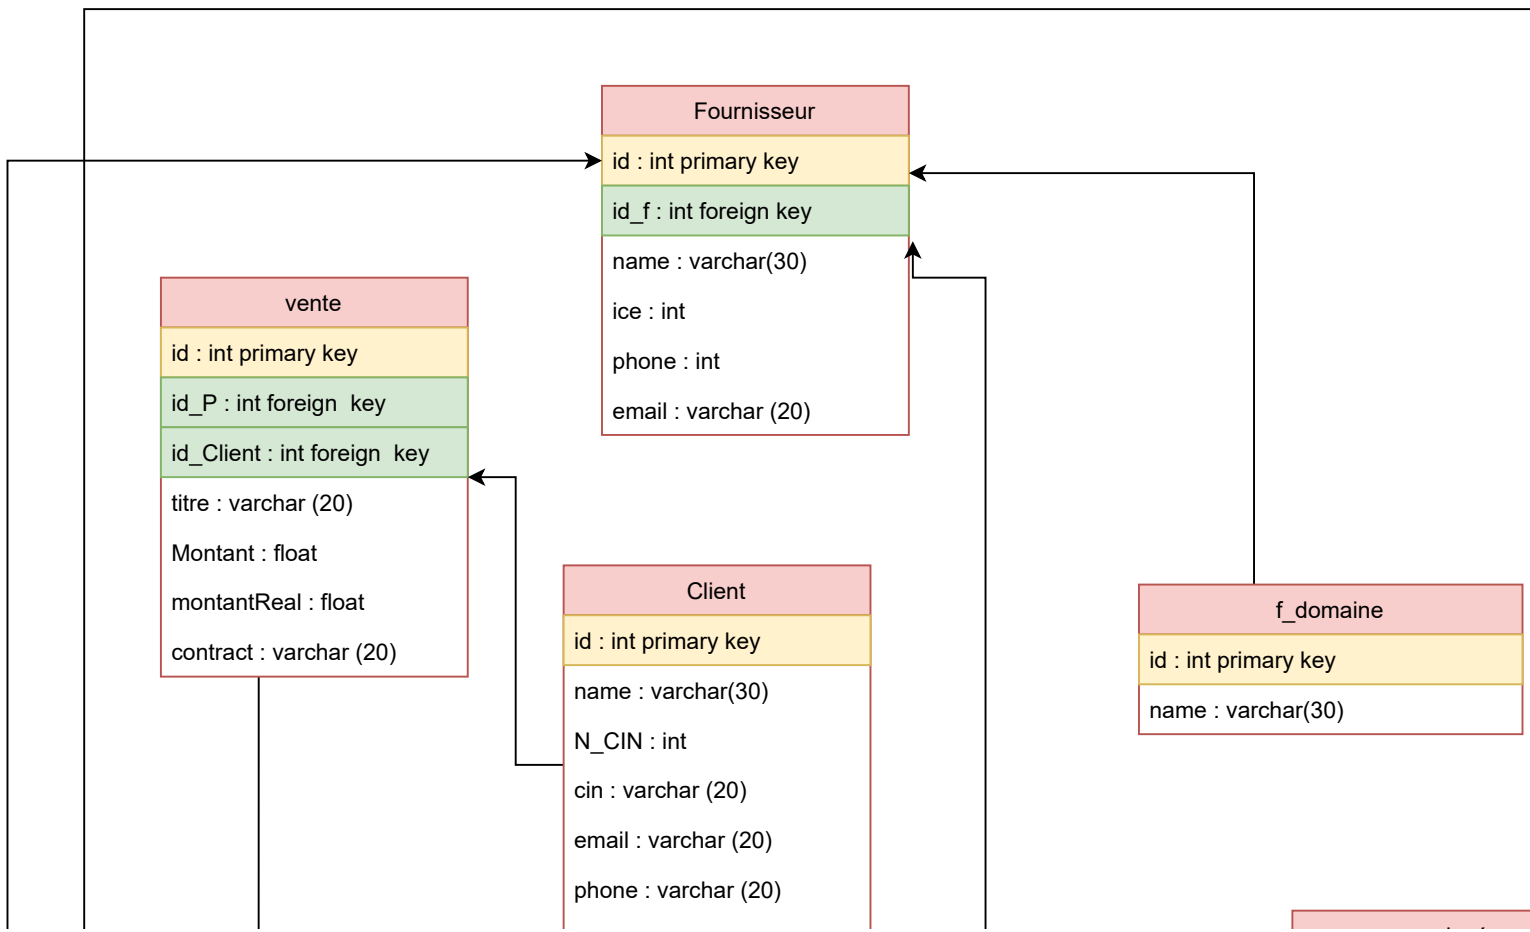 Fournisseur
id : int primary key
id_f : int foreign key
name : varchar(30)
ice : int
phone : int
email : varchar (20)
vente
id : int primary key
id_P : int foreign  key
id_Client : int foreign  key
titre : varchar (20)
Montant : float
montantReal : float
contract : varchar (20)
Client
id : int primary key
name : varchar(30)
N_CIN : int
cin : varchar (20)
email : varchar (20)
phone : varchar (20)
f_domaine
id : int primary key
name : varchar(30)